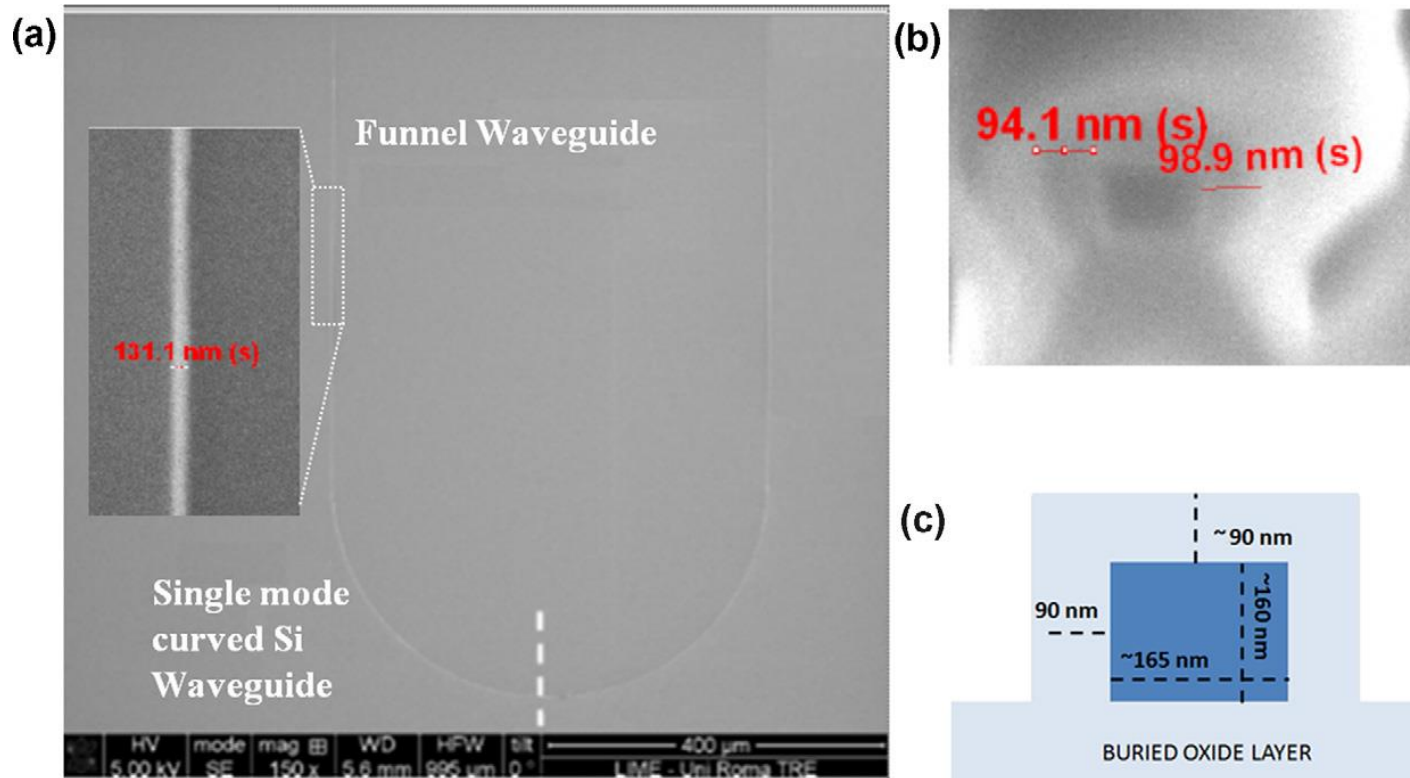 (a)
Funnel Waveguide
131.1 nm (s)
Single mode
curved Si
Waveguide
HV mode mag WD HFW tilt 400 µm
5.00 kV SE 150 x 5.6 mm 995 µm 0° LIME - Uni Roma TRE
(b)
94.1 nm (s)
98.9 nm (s)
(c)
~90 nm
90 nm
~160 nm
~165 nm
BURIED OXIDE LAYER